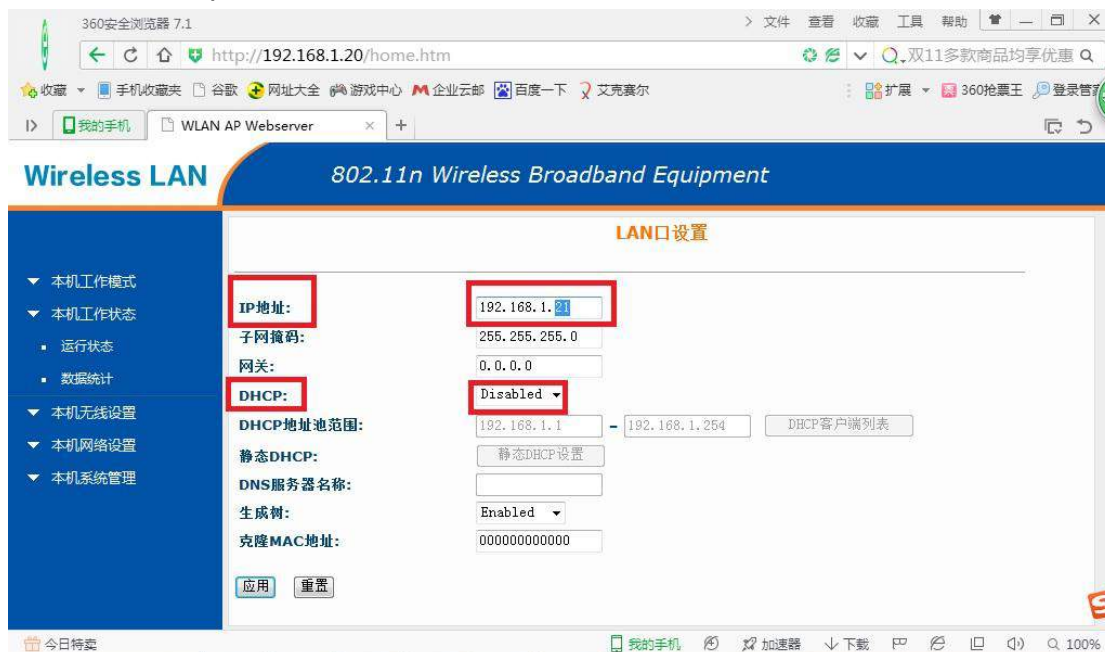 360安全浏览器 7.1
文件 查看 收藏 工具 帮助
http://192.168.1.20/home.htm
双11多款商品均享优惠
收藏 手机收藏夹 谷歌 网址大全 游戏中心 企业云邮 百度一下 艾克赛尔 扩展 360抢票王 登录管
我的手机 WLAN AP Webserver
Wireless LAN
802.11n Wireless Broadband Equipment
LAN口设置
本机工作模式
本机工作状态
运行状态
数据统计
本机无线设置
本机网络设置
本机系统管理
IP地址: 192.168.1.21
子网掩码: 255.255.255.0
网关: 0.0.0.0
DHCP: Disabled
DHCP地址池范围: 192.168.1.1 - 192.168.1.254 DHCP客户端列表
静态DHCP: 静态DHCP设置
DNS服务器名称:
生成树: Enabled
克隆MAC地址: 000000000000
应用 重置
今日特卖 我的手机 加速器 下载 100%